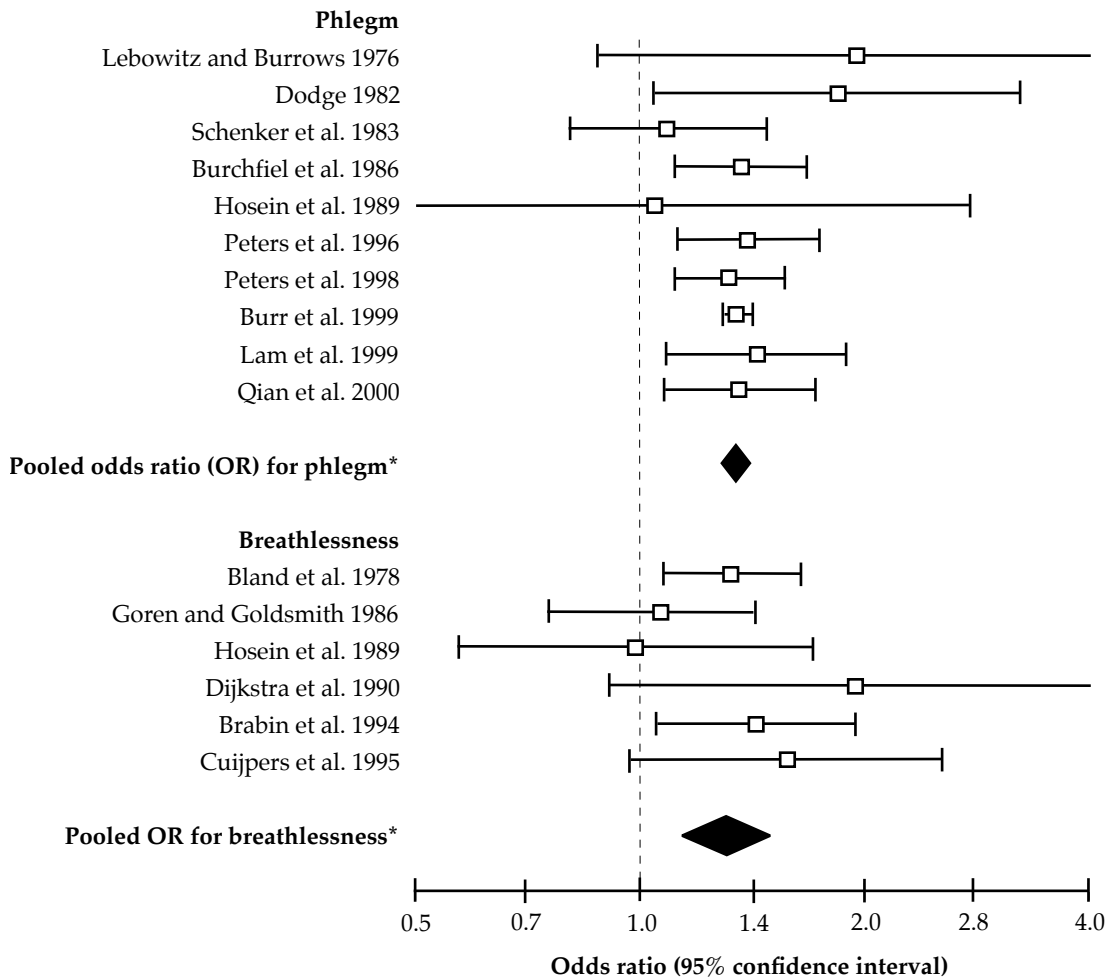 Phlegm
Lebowitz and Burrows 1976
Dodge 1982
Schenker et al. 1983
Burchfiel et al. 1986
Hosein et al. 1989
Peters et al. 1996
Peters et al. 1998
Burr et al. 1999
Lam et al. 1999
Qian et al. 2000
Pooled odds ratio (OR) for phlegm*
Breathlessness
Bland et al. 1978
Goren and Goldsmith 1986
Hosein et al. 1989
Dijkstra et al. 1990
Brabin et al. 1994
Cuijpers et al. 1995
Pooled OR for breathlessness*
0.5 0.7 1.0 1.4 2.0 2.8 4.0
Odds ratio (95% confidence interval)